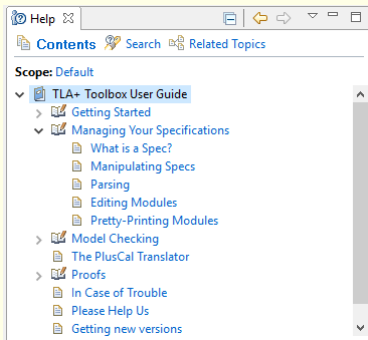 Help
Contents Search Related Topics
Scope: Default
TLA+ Toolbox User Guide
Getting Started
Managing Your Specifications
What is a Spec?
Manipulating Specs
Parsing
Editing Modules
Pretty-Printing Modules
Model Checking
The PlusCal Translator
Proofs
In Case of Trouble
Please Help Us
Getting new versions